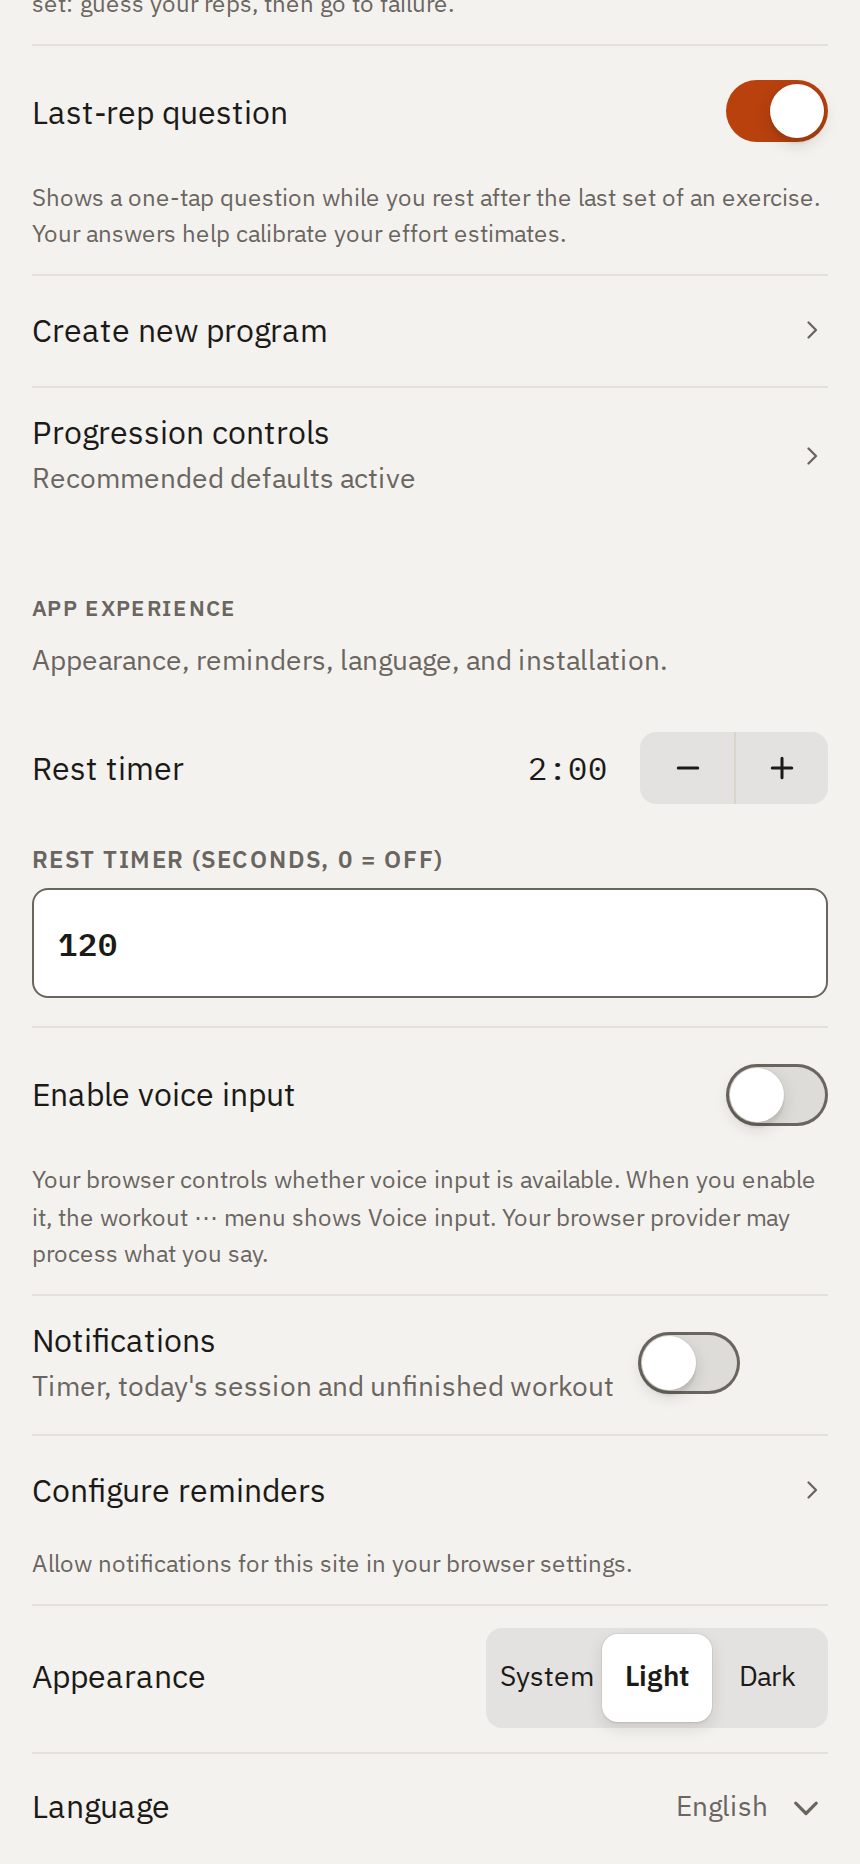 set: guess your reps, then go to failure.
Last-rep question
Shows a one-tap question while you rest after the last set of an exercise.
Your answers help calibrate your effort estimates.
Create new program
Progression controls
Recommended defaults active
APP EXPERIENCE
Appearance, reminders, language, and installation.
Rest timer 2:00 − +
REST TIMER (SECONDS, 0 = OFF)
120
Enable voice input
Your browser controls whether voice input is available. When you enable
it, the workout ··· menu shows Voice input. Your browser provider may
process what you say.
Notifications
Timer, today's session and unfinished workout
Configure reminders
Allow notifications for this site in your browser settings.
Appearance System Light Dark
Language English